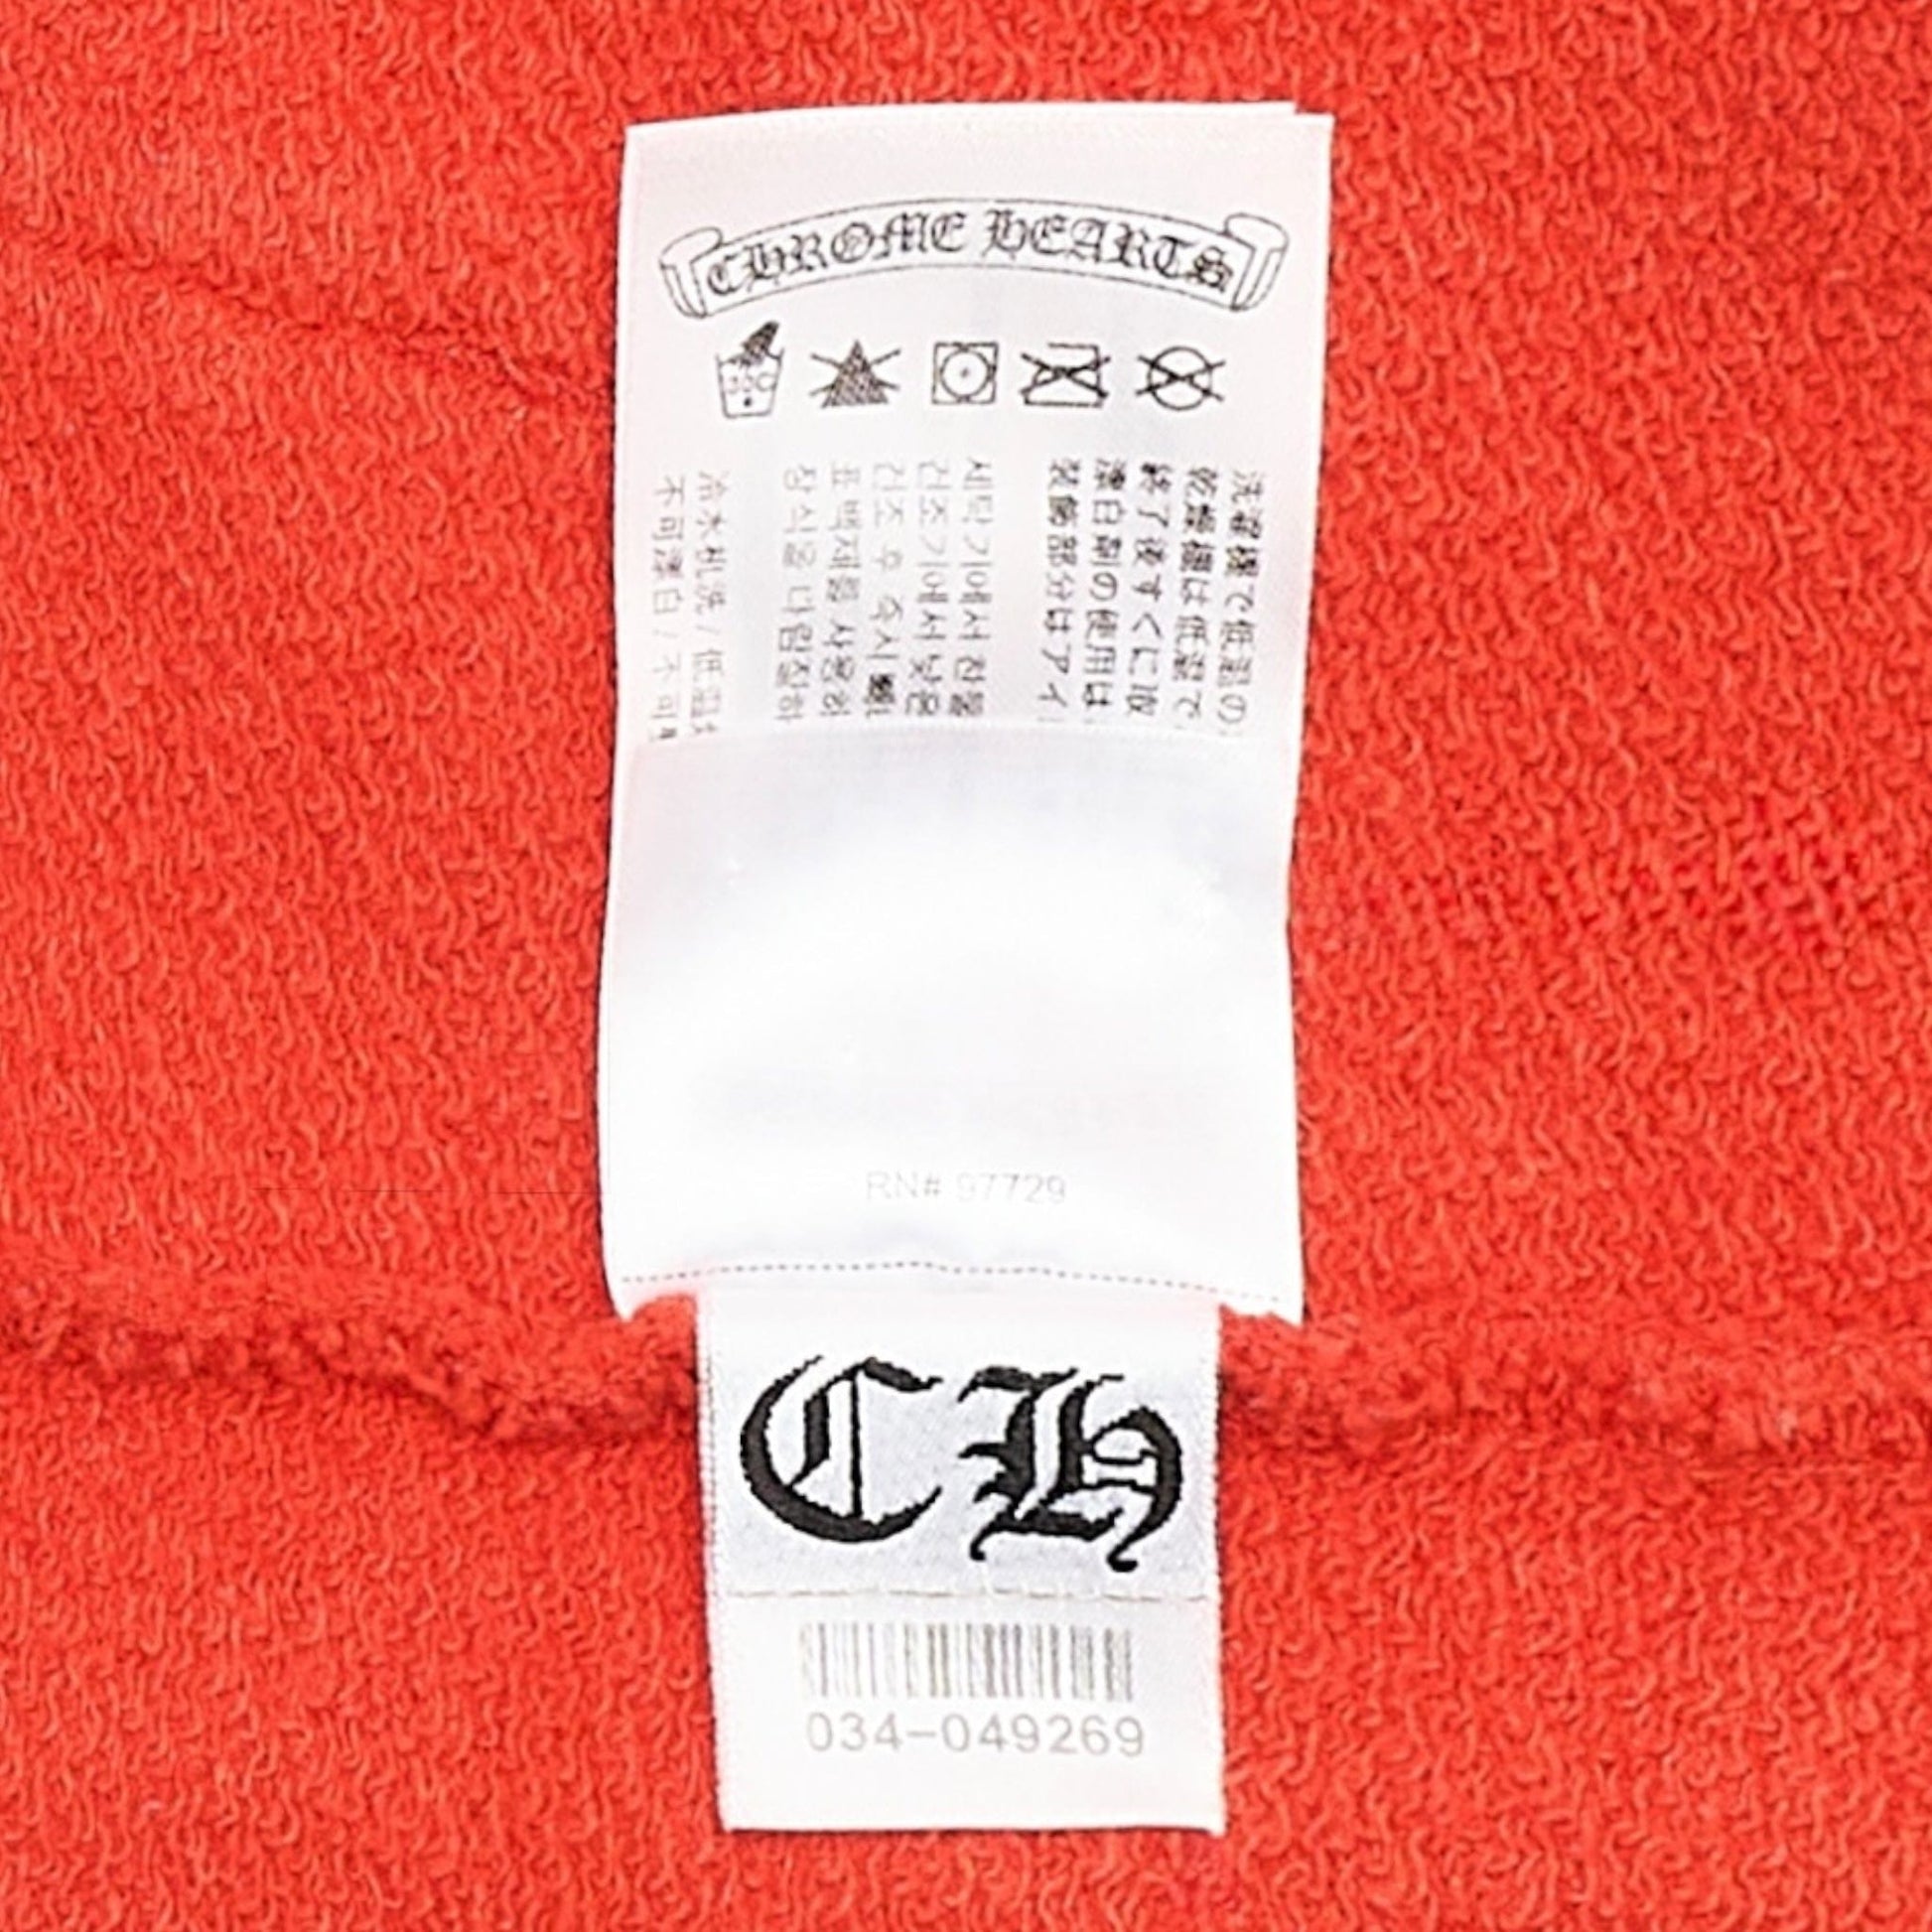 CHROME HEARTS
洗濯機で低温の
乾燥機は低温で
終了後すぐに取
漂白剤の使用は
装飾部分はアイ
세탁기에서 찬물
건조기에서 낮은
건조 후 즉시
표백제를 사용하
장식을 다림질하
冷水机洗 / 低温
不可漂白 / 不可
RN# 97729
CH
034-049269